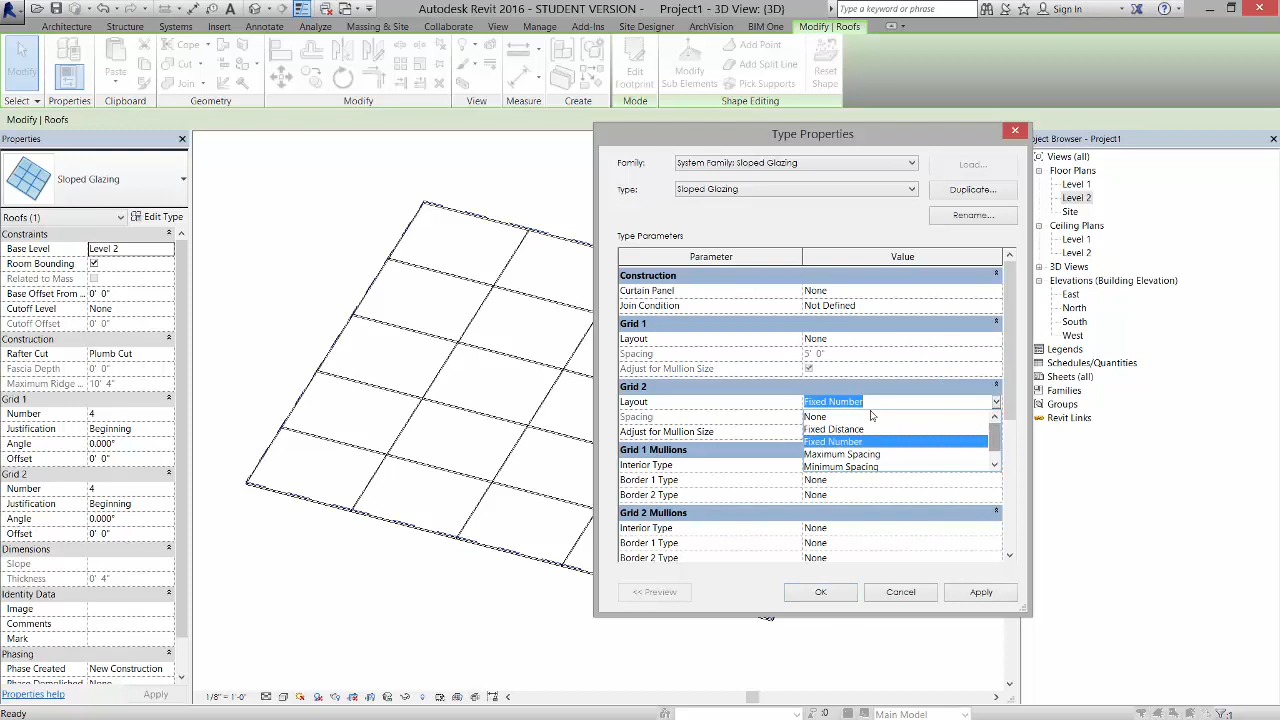 Autodesk Revit 2016 - STUDENT VERSION - Project1 - 3D View: {3D}
Type a keyword or phrase
Sign In
Architecture Structure Systems Insert Annotate Analyze Massing & Site Collaborate View Manage Add-Ins Site Designer ArchVision BIM One Modify | Roofs
Modify
Paste
Cope
Cut
Join
Edit Footprint
Modify Sub Elements
Add Point
Add Split Line
Pick Supports
Reset Shape
Select Properties Clipboard Geometry Modify View Measure Create Mode Shape Editing
Modify | Roofs
Properties
Sloped Glazing
Roofs (1)
Edit Type
Constraints
Base Level Level 2
Room Bounding
Related to Mass
Base Offset From ... 0' 0"
Cutoff Level None
Cutoff Offset 0' 0"
Construction
Rafter Cut Plumb Cut
Fascia Depth 0' 0"
Maximum Ridge ... 10' 4"
Grid 1
Number 4
Justification Beginning
Angle 0.000°
Offset 0' 0"
Grid 2
Number 4
Justification Beginning
Angle 0.000°
Offset 0' 0"
Dimensions
Slope
Thickness 0' 4"
Identity Data
Image
Comments
Mark
Phasing
Phase Created New Construction
Properties help
Apply
Type Properties
Family: System Family: Sloped Glazing Load...
Type: Sloped Glazing Duplicate...
Rename...
Type Parameters
Parameter Value
Construction
Curtain Panel None
Join Condition Not Defined
Grid 1
Layout None
Spacing 5' 0"
Adjust for Mullion Size
Grid 2
Layout Fixed Number
Spacing None
Fixed Distance
Adjust for Mullion Size Fixed Number
Grid 1 Mullions Maximum Spacing
Interior Type Minimum Spacing
Border 1 Type None
Border 2 Type None
Grid 2 Mullions
Interior Type None
Border 1 Type None
Border 2 Type None
<< Preview OK Cancel Apply
ject Browser - Project1
Views (all)
Floor Plans
Level 1
Level 2
Site
Ceiling Plans
Level 1
Level 2
3D Views
Elevations (Building Elevation)
East
North
South
West
Legends
Schedules/Quantities
Sheets (all)
Families
Groups
Revit Links
1/8" = 1'-0"
Ready
:0
Main Model
:1